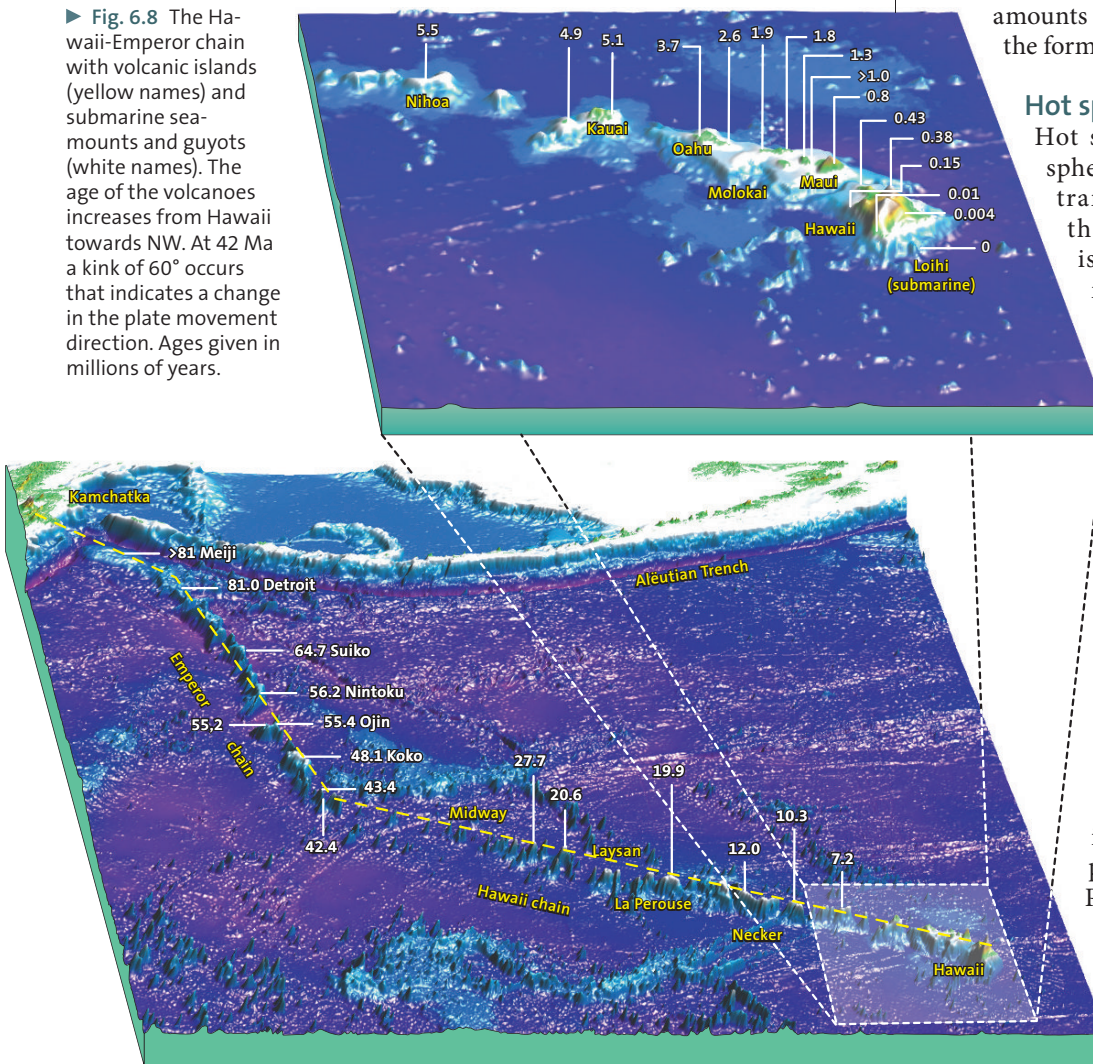 ► Fig. 6.8 The Ha-
waii-Emperor chain
with volcanic islands
(yellow names) and
submarine sea-
mounts and guyots
(white names). The
age of the volcanoes
increases from Hawaii
towards NW. At 42 Ma
a kink of 60° occurs
that indicates a change
in the plate movement
direction. Ages given in
millions of years.
amounts
the form
Hot s
Hot s
sphe
tra
th
is
5.5
4.9
5.1
3.7
2.6
1.9
1.8
1.3
>1.0
0.8
0.43
0.38
0.15
0.01
0.004
0
Nihoa
Kauai
Oahu
Molokai
Maui
Hawaii
Loihi
(submarine)
Kamchatka
>81 Meiji
81.0 Detroit
Alëutian Trench
64.7 Suiko
56.2 Nintoku
55,2
55.4 Ojin
48.1 Koko
43.4
42.4
Emperor
chain
27.7
20.6
19.9
12.0
10.3
7.2
Midway
Laysan
Hawaii chain
La Perouse
Necker
Hawaii